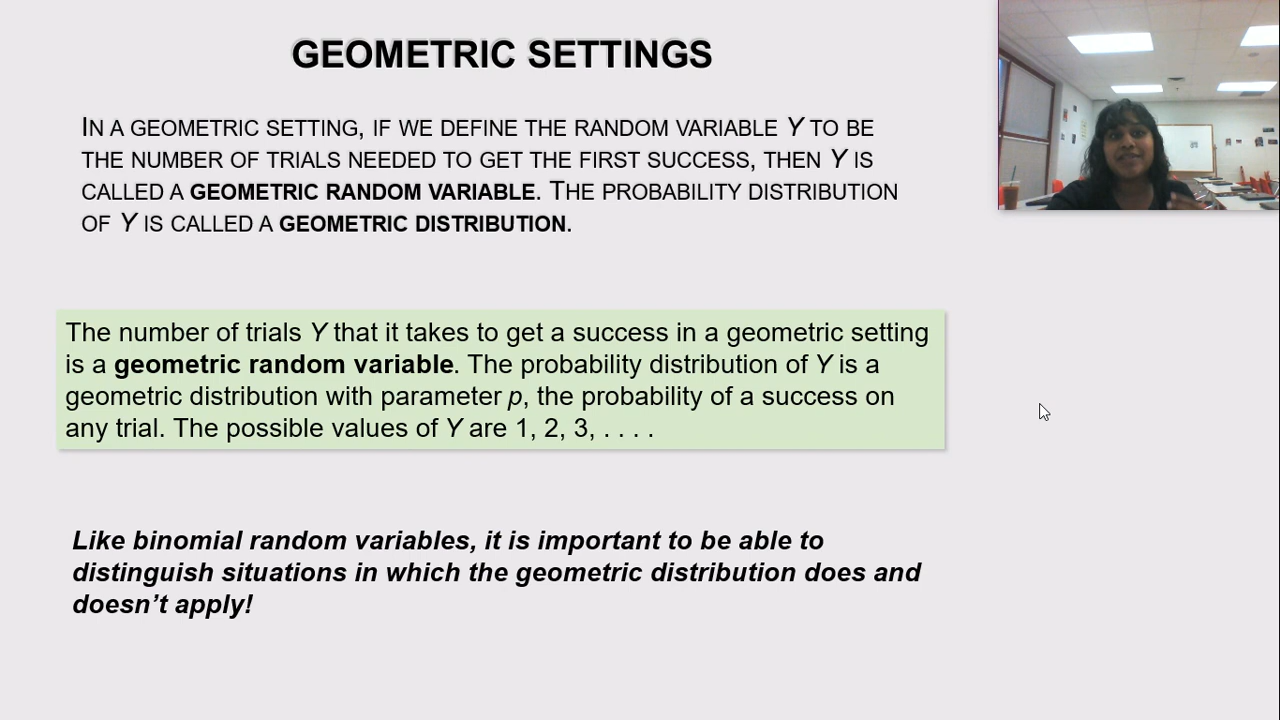 GEOMETRIC SETTINGS
IN A GEOMETRIC SETTING, IF WE DEFINE THE RANDOM VARIABLE Y TO BE
THE NUMBER OF TRIALS NEEDED TO GET THE FIRST SUCCESS, THEN Y IS
CALLED A GEOMETRIC RANDOM VARIABLE. THE PROBABILITY DISTRIBUTION
OF Y IS CALLED A GEOMETRIC DISTRIBUTION.
The number of trials Y that it takes to get a success in a geometric setting
is a geometric random variable. The probability distribution of Y is a
geometric distribution with parameter p, the probability of a success on
any trial. The possible values of Y are 1, 2, 3, . . . .
Like binomial random variables, it is important to be able to
distinguish situations in which the geometric distribution does and
doesn’t apply!